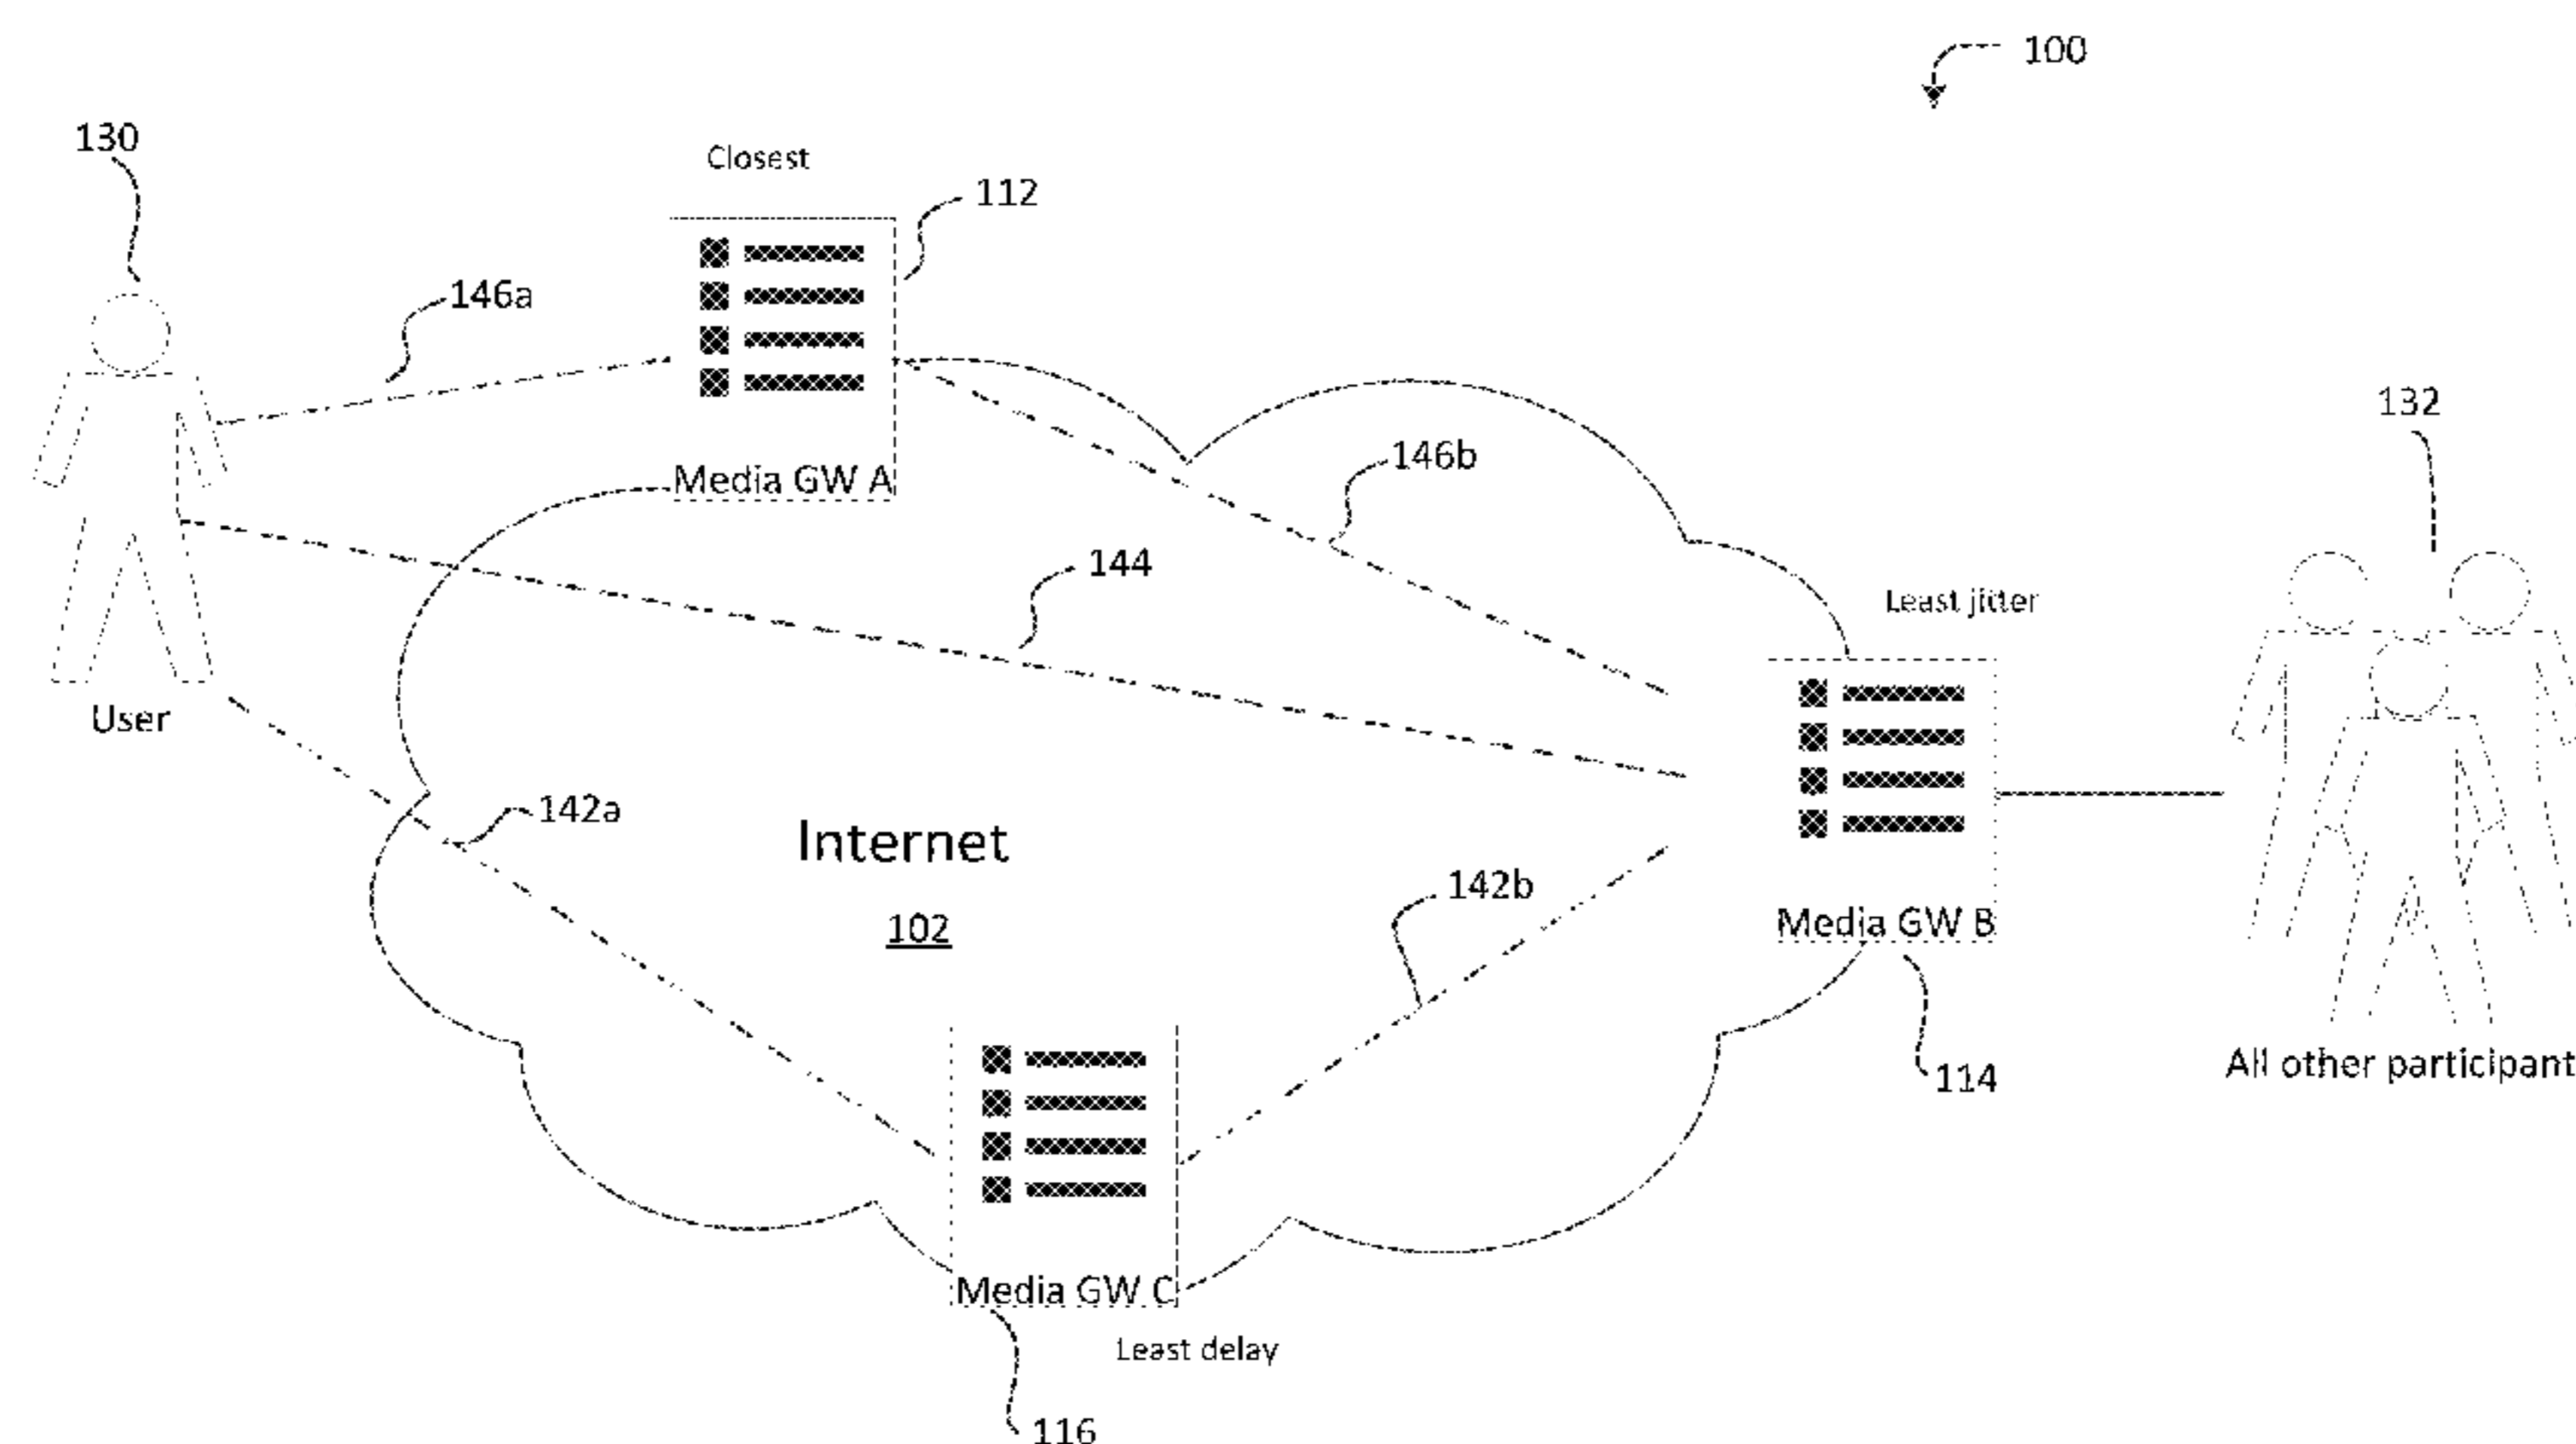 100
130
Closest
112
146a
Media GW A
146b
132
144
Least jitter
User
142a
Internet
102
142b
Media GW B
114
All other participant
Media GW C
Least delay
116